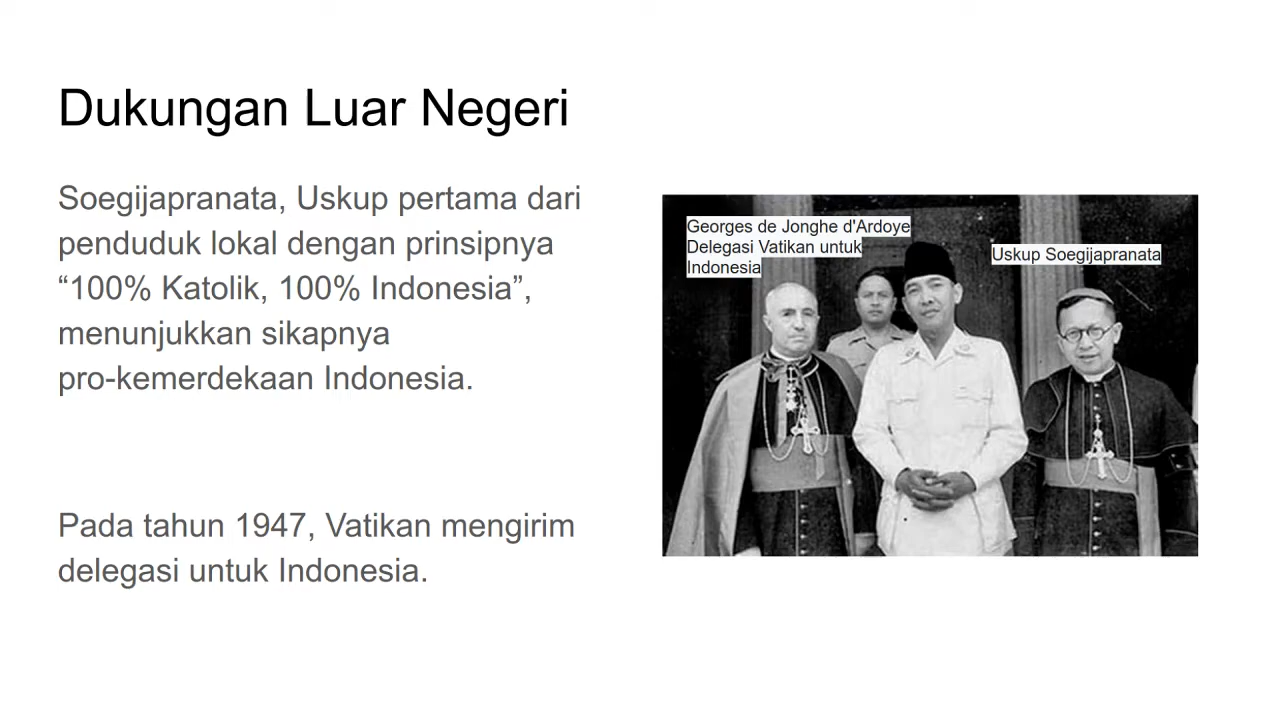 Dukungan Luar Negeri
Soegijapranata, Uskup pertama dari
penduduk lokal dengan prinsipnya
“100% Katolik, 100% Indonesia”,
menunjukkan sikapnya
pro-kemerdekaan Indonesia.
Pada tahun 1947, Vatikan mengirim
delegasi untuk Indonesia.
Georges de Jonghe d'Ardoye
Delegasi Vatikan untuk
Indonesia
Uskup Soegijapranata